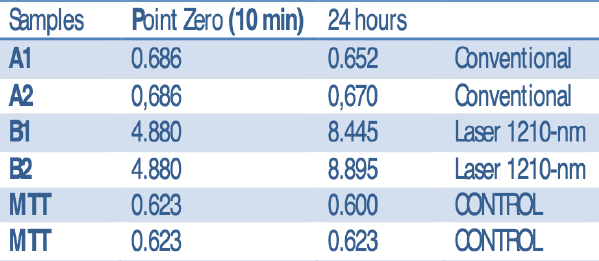 Samples Point Zero (10 min) 24 hours
A1 0.686 0.652 Conventional
A2 0,686 0,670 Conventional
B1 4.880 8.445 Laser 1210-nm
B2 4.880 8.895 Laser 1210-nm
MTT 0.623 0.600 CONTROL
MTT 0.623 0.623 CONTROL